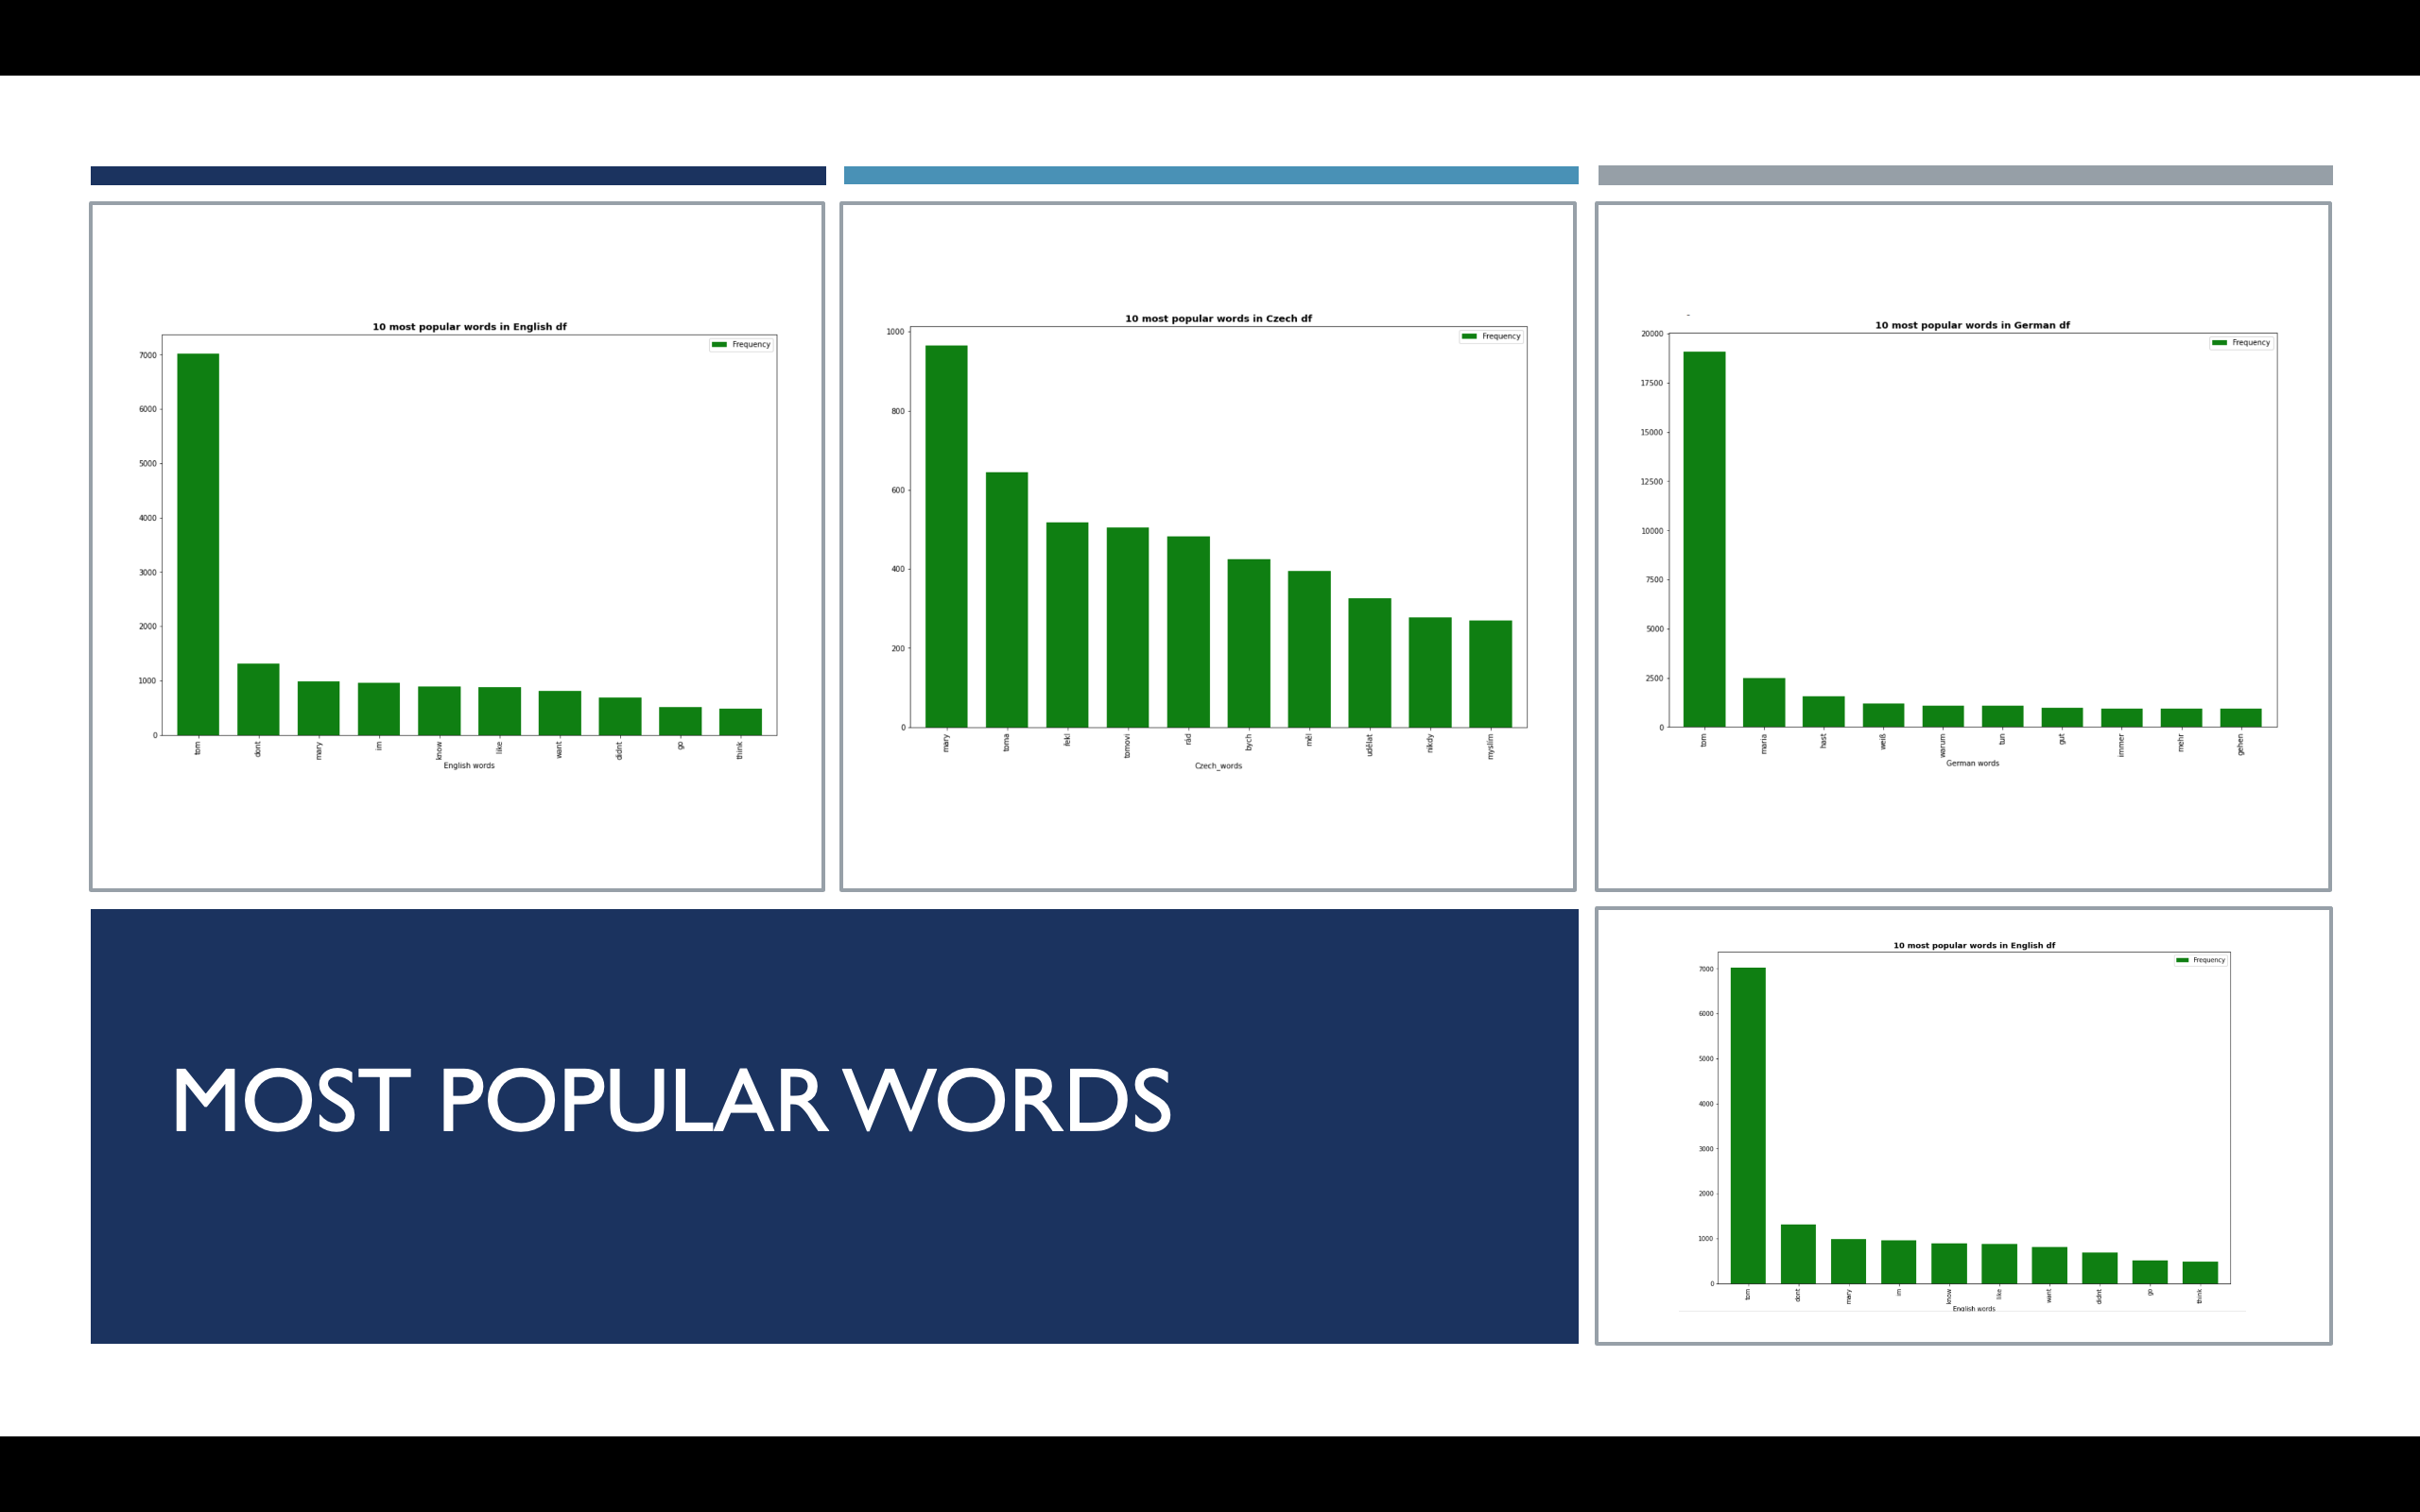 10 most popular words in English df
Frequency
7000
6000
5000
4000
3000
2000
1000
0
tom dont mary im know like want didnt go think
English words
10 most popular words in Czech df
Frequency
1000
800
600
400
200
0
mary toma řekl tomovi rád bych měl udělat nikdy myslím
Czech_words
10 most popular words in German df
Frequency
20000
17500
15000
12500
10000
7500
5000
2500
0
tom maria hast weiß warum tun gut immer mehr gehen
German words
MOST POPULAR WORDS
10 most popular words in English df
Frequency
7000
6000
5000
4000
3000
2000
1000
0
tom dont mary im know like want didnt go think
English words